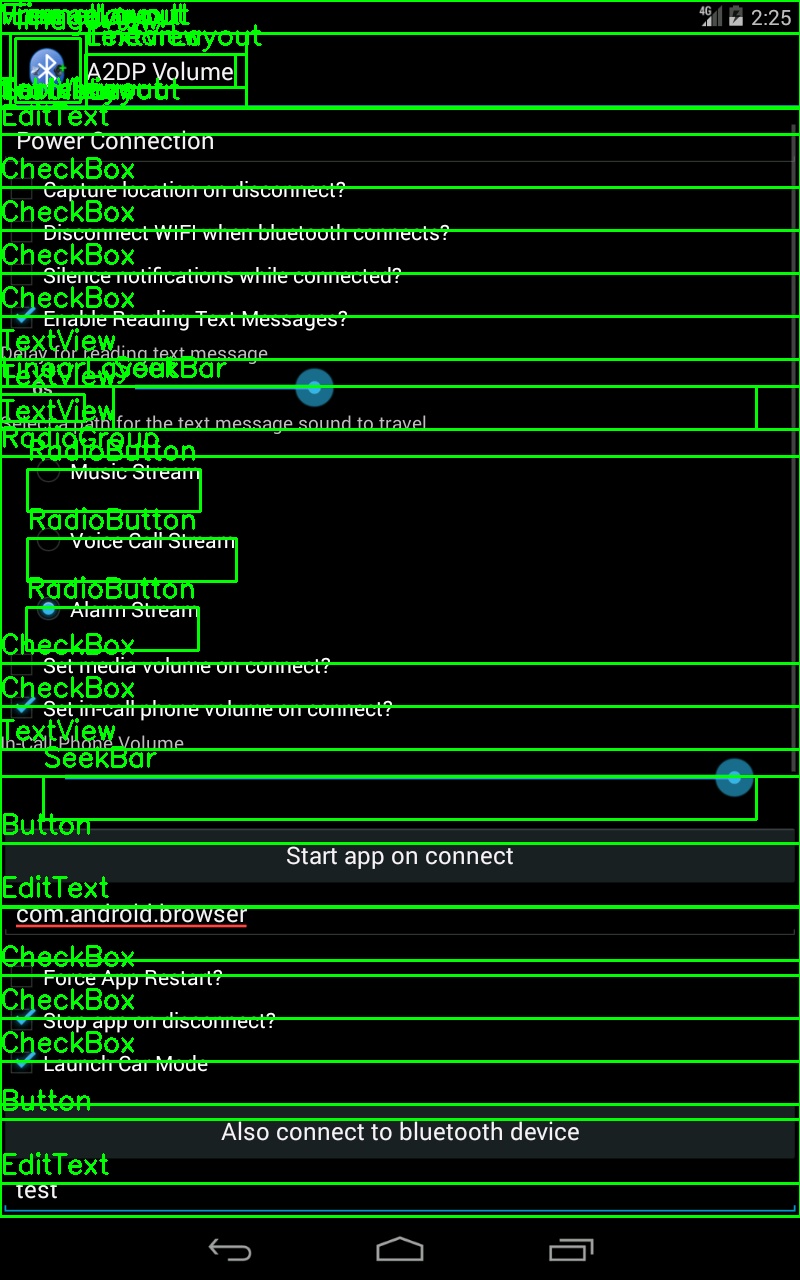 4G 2:25
FrameLayout
ImageView
TextView
A2DP Volume
EditText
Power Connection
CheckBox
Capture location on disconnect?
CheckBox
Disconnect WIFI when bluetooth connects?
CheckBox
Silence notifications while connected?
CheckBox
Enable Reading Text Messages?
TextView
Delay for reading text message
LinearLayout SeekBar
TextView
6s
TextView
Select a path for the text message sound to travel
RadioGroup
RadioButton
Music Stream
RadioButton
Voice Call Stream
RadioButton
Alarm Stream
CheckBox
Set media volume on connect?
CheckBox
Set in-call phone volume on connect?
TextView
In-Call Phone Volume
SeekBar
Button
Start app on connect
EditText
com.android.browser
CheckBox
Force App Restart?
CheckBox
Stop app on disconnect?
CheckBox
Launch Car Mode
Button
Also connect to bluetooth device
EditText
test